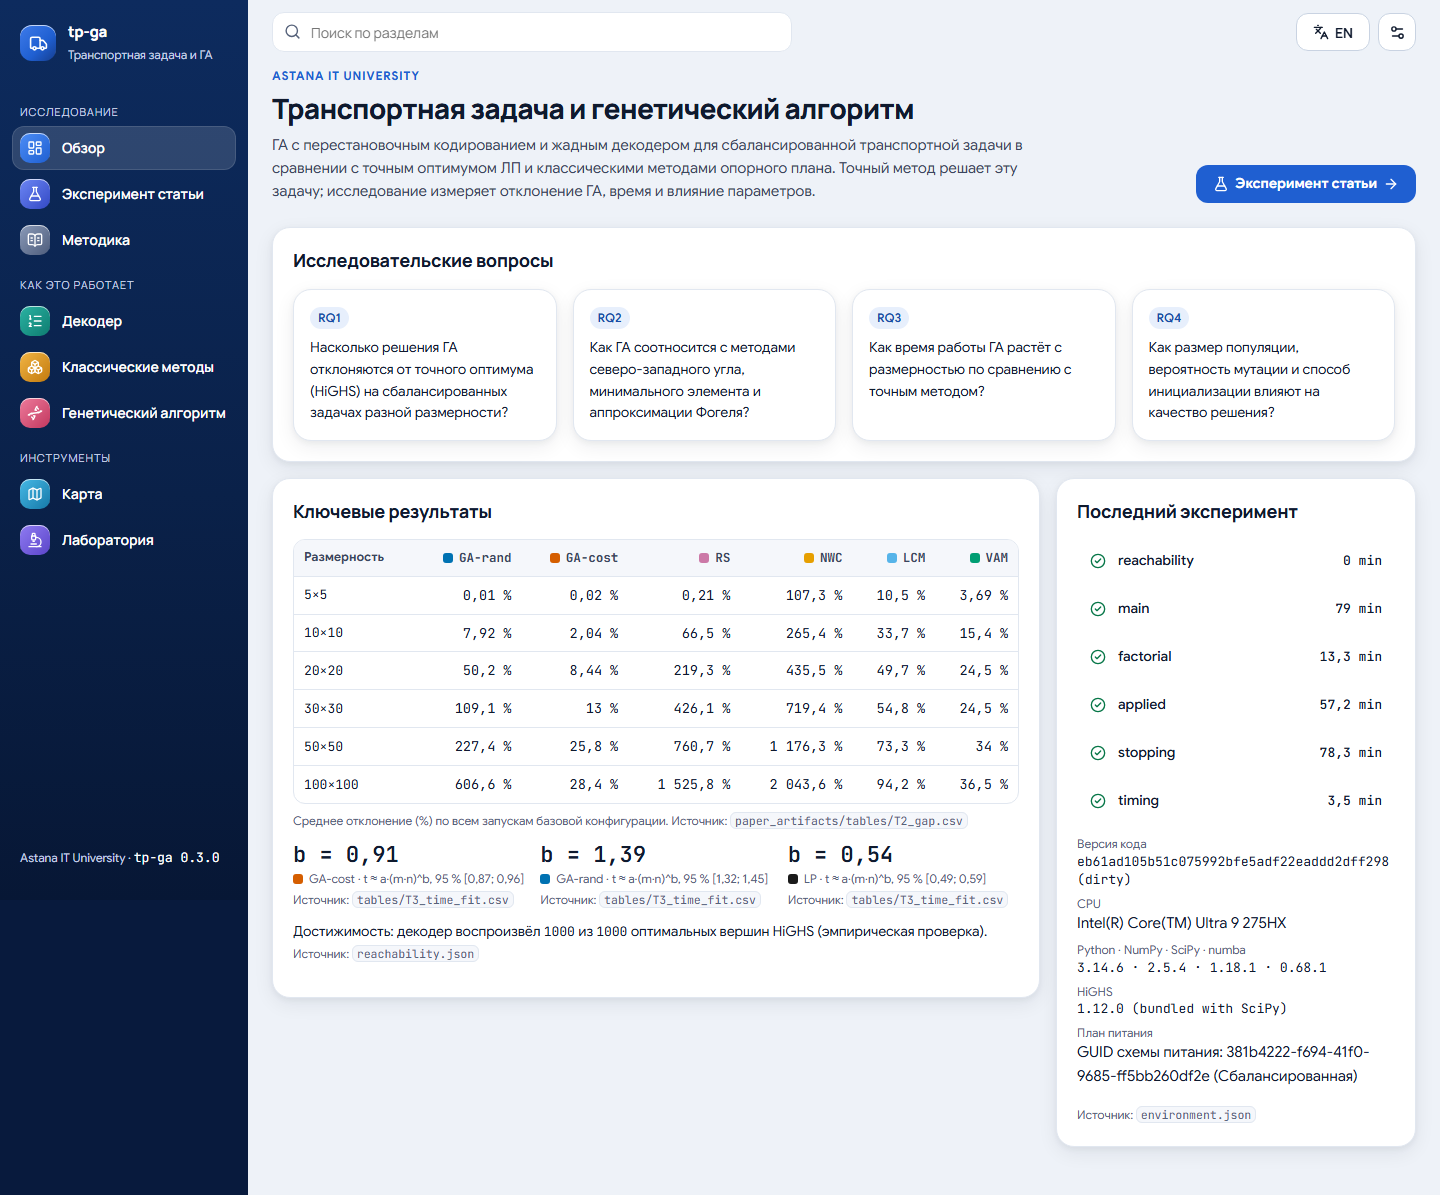 tp-ga
Транспортная задача и ГА
ИССЛЕДОВАНИЕ
Обзор
Эксперимент статьи
Методика
КАК ЭТО РАБОТАЕТ
Декодер
Классические методы
Генетический алгоритм
ИНСТРУМЕНТЫ
Карта
Лаборатория
Astana IT University · tp-ga 0.3.0
Поиск по разделам
EN
ASTANA IT UNIVERSITY
Транспортная задача и генетический алгоритм
ГА с перестановочным кодированием и жадным декодером для сбалансированной транспортной задачи в
сравнении с точным оптимумом ЛП и классическими методами опорного плана. Точный метод решает эту
задачу; исследование измеряет отклонение ГА, время и влияние параметров.
Эксперимент статьи
Исследовательские вопросы
RQ1
Насколько решения ГА
отклоняются от точного оптимума
(HiGHS) на сбалансированных
задачах разной размерности?
RQ2
Как ГА соотносится с методами
северо-западного угла,
минимального элемента и
аппроксимации Фогеля?
RQ3
Как время работы ГА растёт с
размерностью по сравнению с
точным методом?
RQ4
Как размер популяции,
вероятность мутации и способ
инициализации влияют на
качество решения?
Ключевые результаты
Размерность GA-rand GA-cost RS NWC LCM VAM
5×5 0,01 % 0,02 % 0,21 % 107,3 % 10,5 % 3,69 %
10×10 7,92 % 2,04 % 66,5 % 265,4 % 33,7 % 15,4 %
20×20 50,2 % 8,44 % 219,3 % 435,5 % 49,7 % 24,5 %
30×30 109,1 % 13 % 426,1 % 719,4 % 54,8 % 24,5 %
50×50 227,4 % 25,8 % 760,7 % 1 176,3 % 73,3 % 34 %
100×100 606,6 % 28,4 % 1 525,8 % 2 043,6 % 94,2 % 36,5 %
Среднее отклонение (%) по всем запускам базовой конфигурации. Источник: paper_artifacts/tables/T2_gap.csv
b = 0,91
GA-cost · t ≈ a·(m·n)^b, 95 % [0,87; 0,96]
Источник: tables/T3_time_fit.csv
b = 1,39
GA-rand · t ≈ a·(m·n)^b, 95 % [1,32; 1,45]
Источник: tables/T3_time_fit.csv
b = 0,54
LP · t ≈ a·(m·n)^b, 95 % [0,49; 0,59]
Источник: tables/T3_time_fit.csv
Достижимость: декодер воспроизвёл 1000 из 1000 оптимальных вершин HiGHS (эмпирическая проверка).
Источник: reachability.json
Последний эксперимент
reachability 0 min
main 79 min
factorial 13,3 min
applied 57,2 min
stopping 78,3 min
timing 3,5 min
Версия кода
eb61ad105b51c075992bfe5adf22eaddd2dff298
(dirty)
CPU
Intel(R) Core(TM) Ultra 9 275HX
Python · NumPy · SciPy · numba
3.14.6 · 2.5.4 · 1.18.1 · 0.68.1
HiGHS
1.12.0 (bundled with SciPy)
План питания
GUID схемы питания: 381b4222-f694-41f0-
9685-ff5bb260df2e (Сбалансированная)
Источник: environment.json